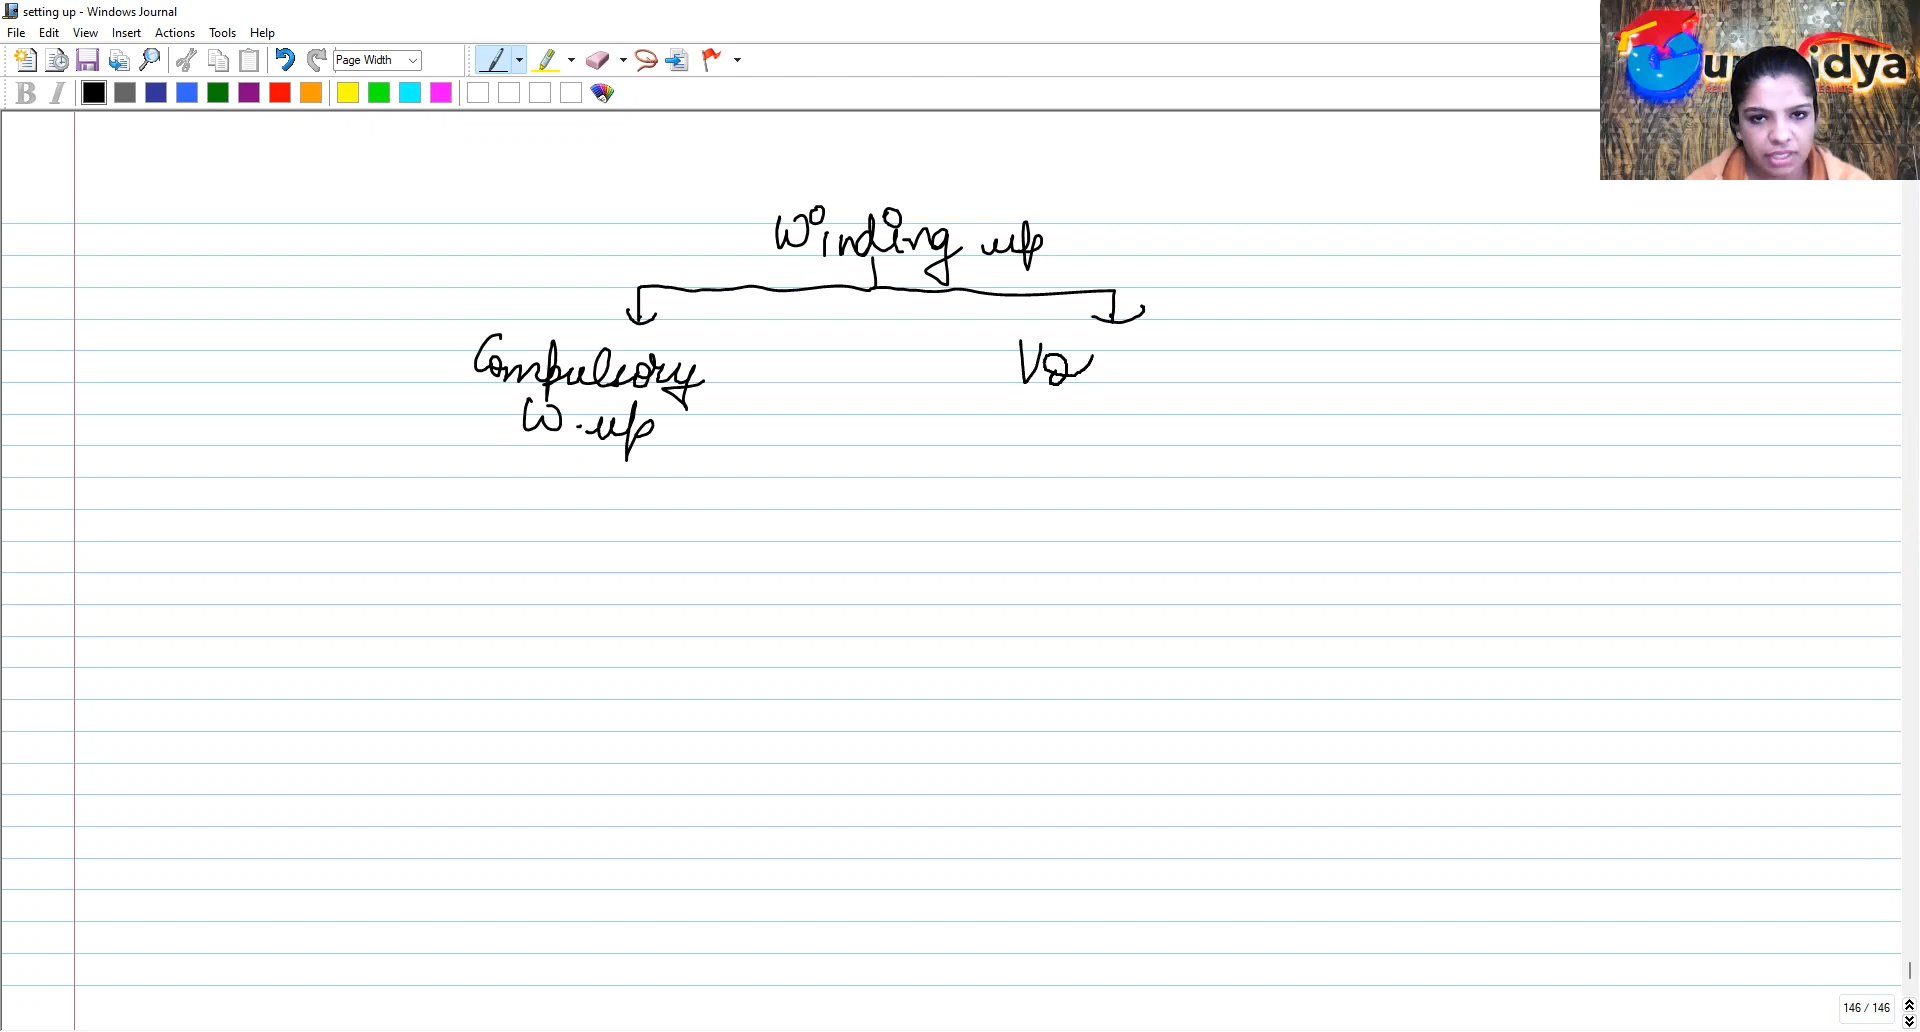 setting up - Windows Journal
File Edit View Insert Actions Tools Help
Page Width
B I
idya
Winding up
Compulsory Vo
W.up
146 / 146